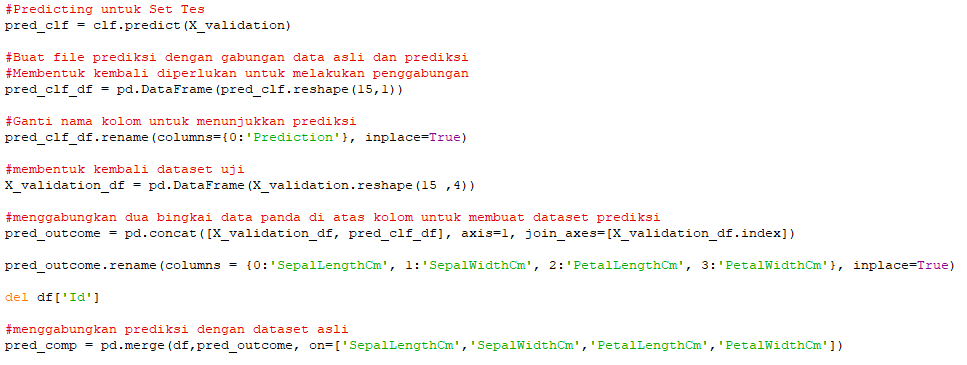 #Predicting untuk Set Tes
pred_clf = clf.predict(X_validation)
#Buat file prediksi dengan gabungan data asli dan prediksi
#Membentuk kembali diperlukan untuk melakukan penggabungan
pred_clf_df = pd.DataFrame(pred_clf.reshape(15,1))
#Ganti nama kolom untuk menunjukkan prediksi
pred_clf_df.rename(columns={0:'Prediction'}, inplace=True)
#membentuk kembali dataset uji
X_validation_df = pd.DataFrame(X_validation.reshape(15 ,4))
#menggabungkan dua bingkai data panda di atas kolom untuk membuat dataset prediksi
pred_outcome = pd.concat([X_validation_df, pred_clf_df], axis=1, join_axes=[X_validation_df.index])
pred_outcome.rename(columns = {0:'SepalLengthCm', 1:'SepalWidthCm', 2:'PetalLengthCm', 3:'PetalWidthCm'}, inplace=True)
del df['Id']
#menggabungkan prediksi dengan dataset asli
pred_comp = pd.merge(df,pred_outcome, on=['SepalLengthCm','SepalWidthCm','PetalLengthCm','PetalWidthCm'])